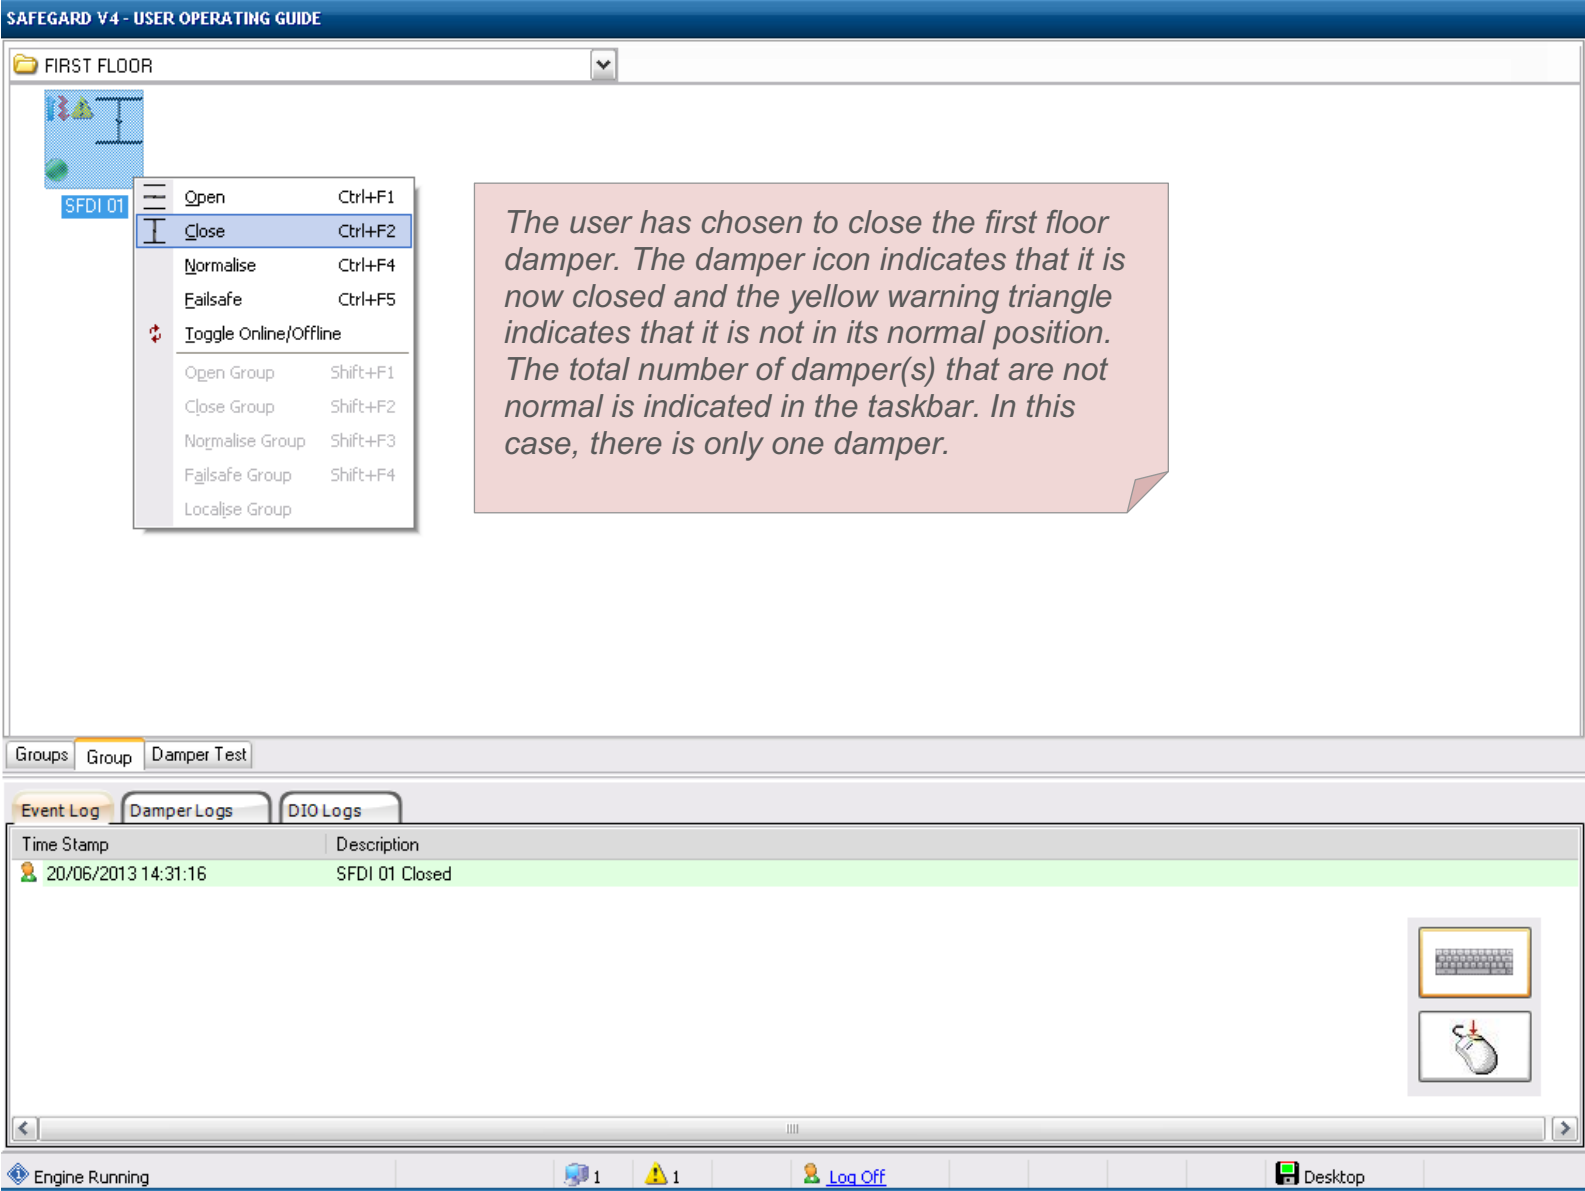 SAFEGARD V4 - USER OPERATING GUIDE
FIRST FLOOR
SFDI 01
Open Ctrl+F1
Close Ctrl+F2
Normalise Ctrl+F4
Failsafe Ctrl+F5
Toggle Online/Offline
Open Group Shift+F1
Close Group Shift+F2
Normalise Group Shift+F3
Failsafe Group Shift+F4
Localise Group
The user has chosen to close the first floor
damper. The damper icon indicates that it is
now closed and the yellow warning triangle
indicates that it is not in its normal position.
The total number of damper(s) that are not
normal is indicated in the taskbar. In this
case, there is only one damper.
Groups Group Damper Test
Event Log Damper Logs DIO Logs
Time Stamp Description
20/06/2013 14:31:16 SFDI 01 Closed
Engine Running 1 1 Log Off Desktop